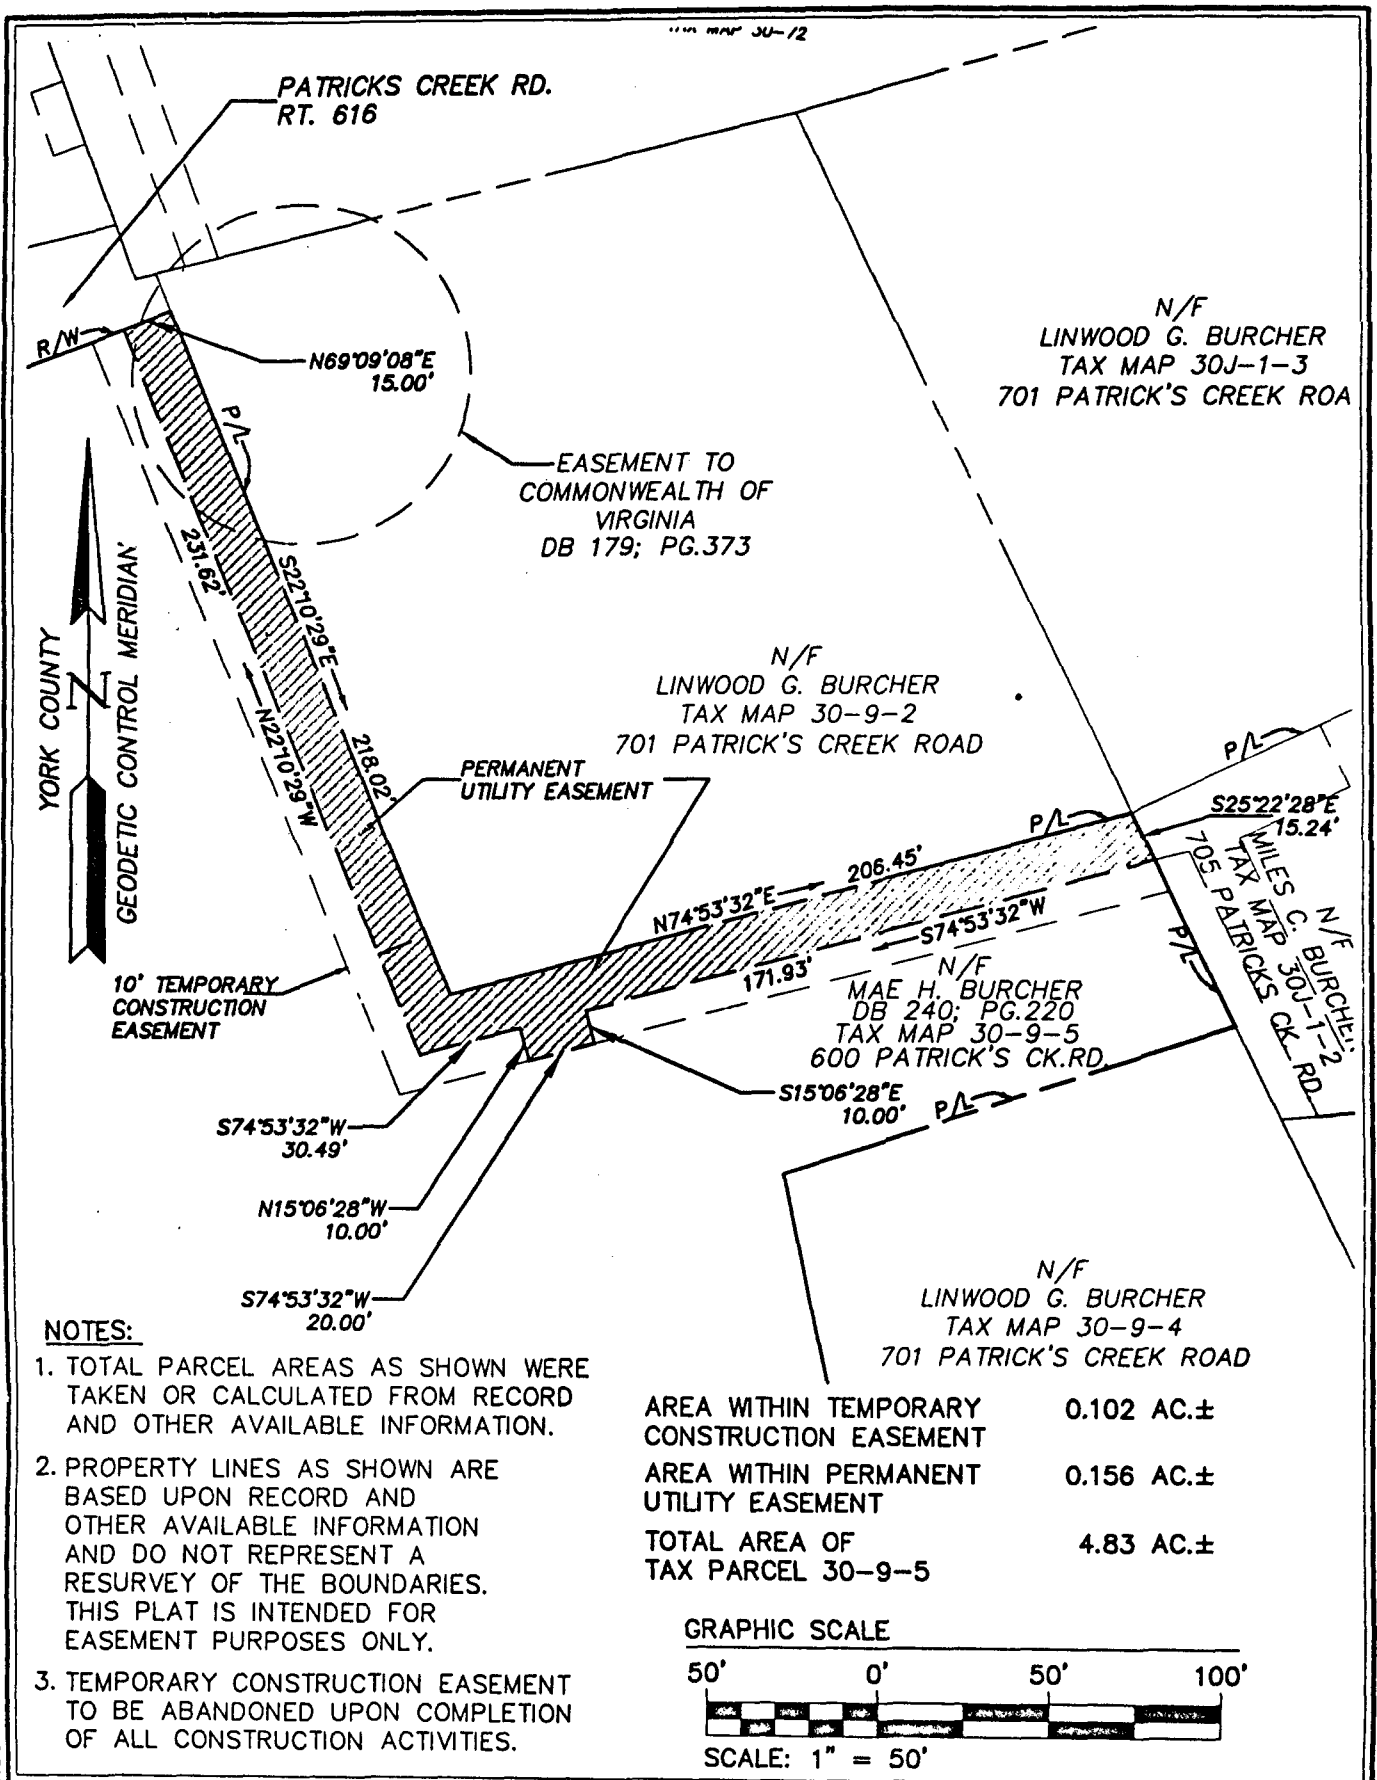 PATRICKS CREEK RD.
RT. 616
R/W
N69°09'08"E
15.00'
N/F
LINWOOD G. BURCHER
TAX MAP 30J-1-3
701 PATRICK'S CREEK ROA
P/L
EASEMENT TO
COMMONWEALTH OF
VIRGINIA
DB 179; PG.373
231.62'
S22°10'29"E
218.02'
N22°10'29"W
YORK COUNTY
N
GEODETIC CONTROL MERIDIAN
N/F
LINWOOD G. BURCHER
TAX MAP 30-9-2
701 PATRICK'S CREEK ROAD
PERMANENT
UTILITY EASEMENT
P/L
P/L
S25°22'28"E
15.24'
206.45'
N74°53'32"E
S74°53'32"W
171.93'
N/F
MILES C. BURCHER
TAX MAP 30J-1-2
705 PATRICKS CK. RD.
P/L
10' TEMPORARY
CONSTRUCTION
EASEMENT
N/F
MAE H. BURCHER
DB 240; PG.220
TAX MAP 30-9-5
600 PATRICK'S CK.RD.
S15°06'28"E
10.00'
P/L
S74°53'32"W
30.49'
N15°06'28"W
10.00'
S74°53'32"W
20.00'
N/F
LINWOOD G. BURCHER
TAX MAP 30-9-4
701 PATRICK'S CREEK ROAD
NOTES:
1. TOTAL PARCEL AREAS AS SHOWN WERE
TAKEN OR CALCULATED FROM RECORD
AND OTHER AVAILABLE INFORMATION.
2. PROPERTY LINES AS SHOWN ARE
BASED UPON RECORD AND
OTHER AVAILABLE INFORMATION
AND DO NOT REPRESENT A
RESURVEY OF THE BOUNDARIES.
THIS PLAT IS INTENDED FOR
EASEMENT PURPOSES ONLY.
3. TEMPORARY CONSTRUCTION EASEMENT
TO BE ABANDONED UPON COMPLETION
OF ALL CONSTRUCTION ACTIVITIES.
AREA WITHIN TEMPORARY 0.102 AC.±
CONSTRUCTION EASEMENT
AREA WITHIN PERMANENT 0.156 AC.±
UTILITY EASEMENT
TOTAL AREA OF 4.83 AC.±
TAX PARCEL 30-9-5
GRAPHIC SCALE
50' 0' 50' 100'
SCALE: 1" = 50'